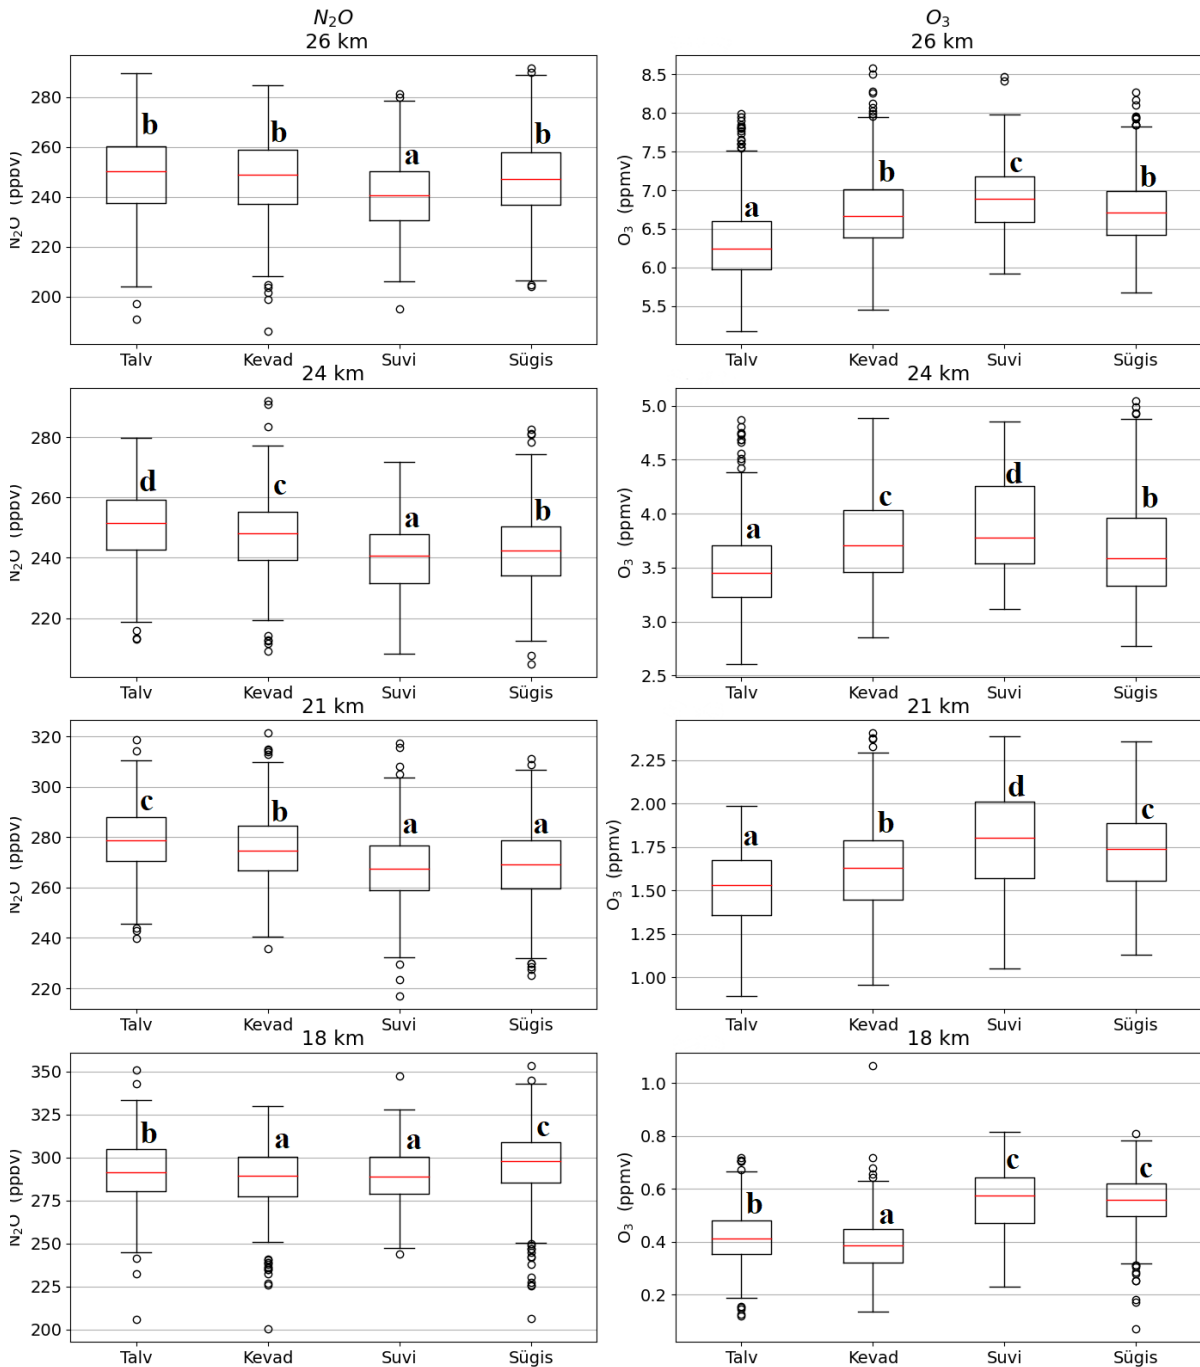 N₂O
26 km
280
260
240
220
200
N₂O (ppbv)
b
b
a
b
Talv Kevad Suvi Sügis
O₃
26 km
8.5
8.0
7.5
7.0
6.5
6.0
5.5
O₃ (ppmv)
a
b
c
b
Talv Kevad Suvi Sügis
24 km
280
260
240
220
N₂O (ppbv)
d
c
a
b
Talv Kevad Suvi Sügis
24 km
5.0
4.5
4.0
3.5
3.0
2.5
O₃ (ppmv)
a
c
d
b
Talv Kevad Suvi Sügis
21 km
320
300
280
260
240
220
N₂O (ppbv)
c
b
a
a
Talv Kevad Suvi Sügis
21 km
2.25
2.00
1.75
1.50
1.25
1.00
O₃ (ppmv)
a
b
d
c
Talv Kevad Suvi Sügis
18 km
350
325
300
275
250
225
200
N₂O (ppbv)
b
a
a
c
Talv Kevad Suvi Sügis
18 km
1.0
0.8
0.6
0.4
0.2
O₃ (ppmv)
b
a
c
c
Talv Kevad Suvi Sügis